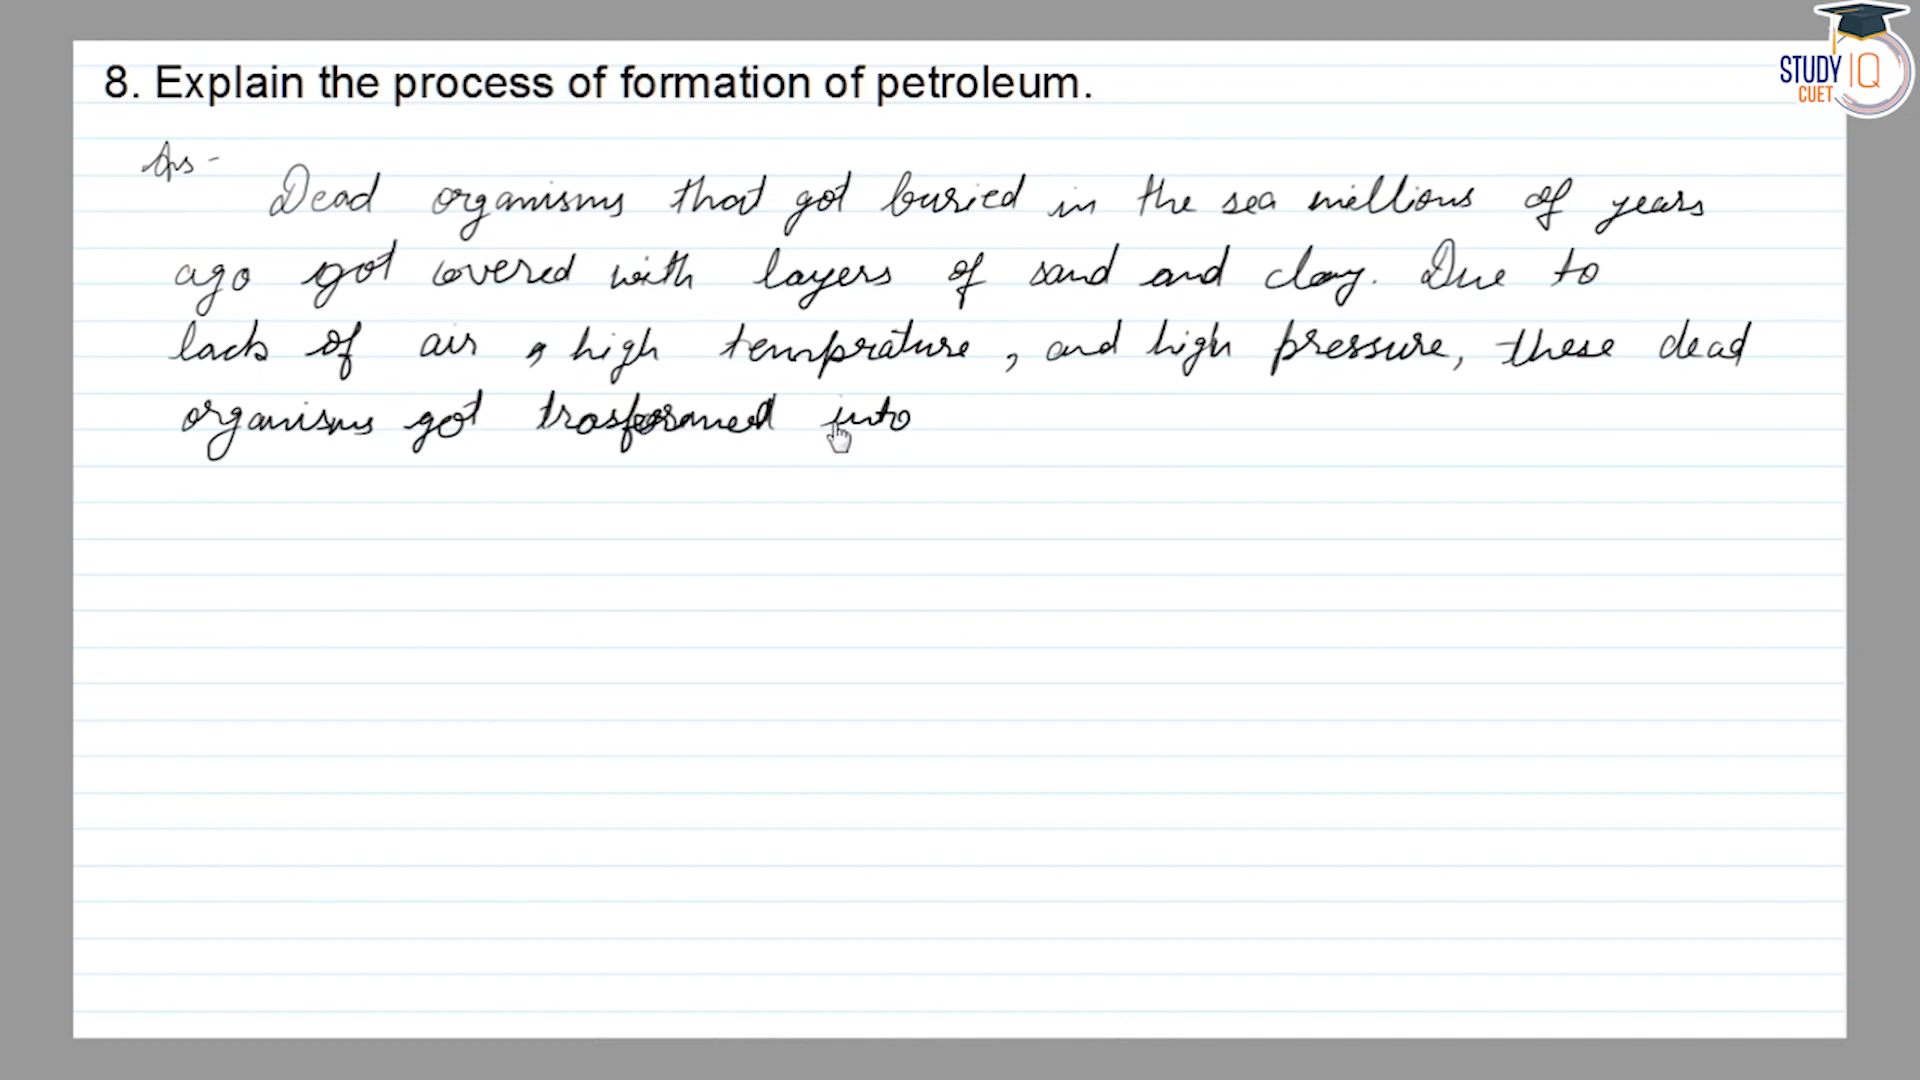 8. Explain the process of formation of petroleum.
STUDY IQ
CUET
Ans -
Dead organisms that got buried in the sea millions of years
ago got covered with layers of sand and clay. Due to
lack of air, high temprature, and high pressure, these dead
organisms got trasformed into